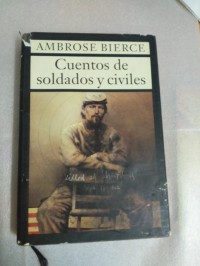 AMBROSE BIERCE
Cuentos de
soldados y civiles